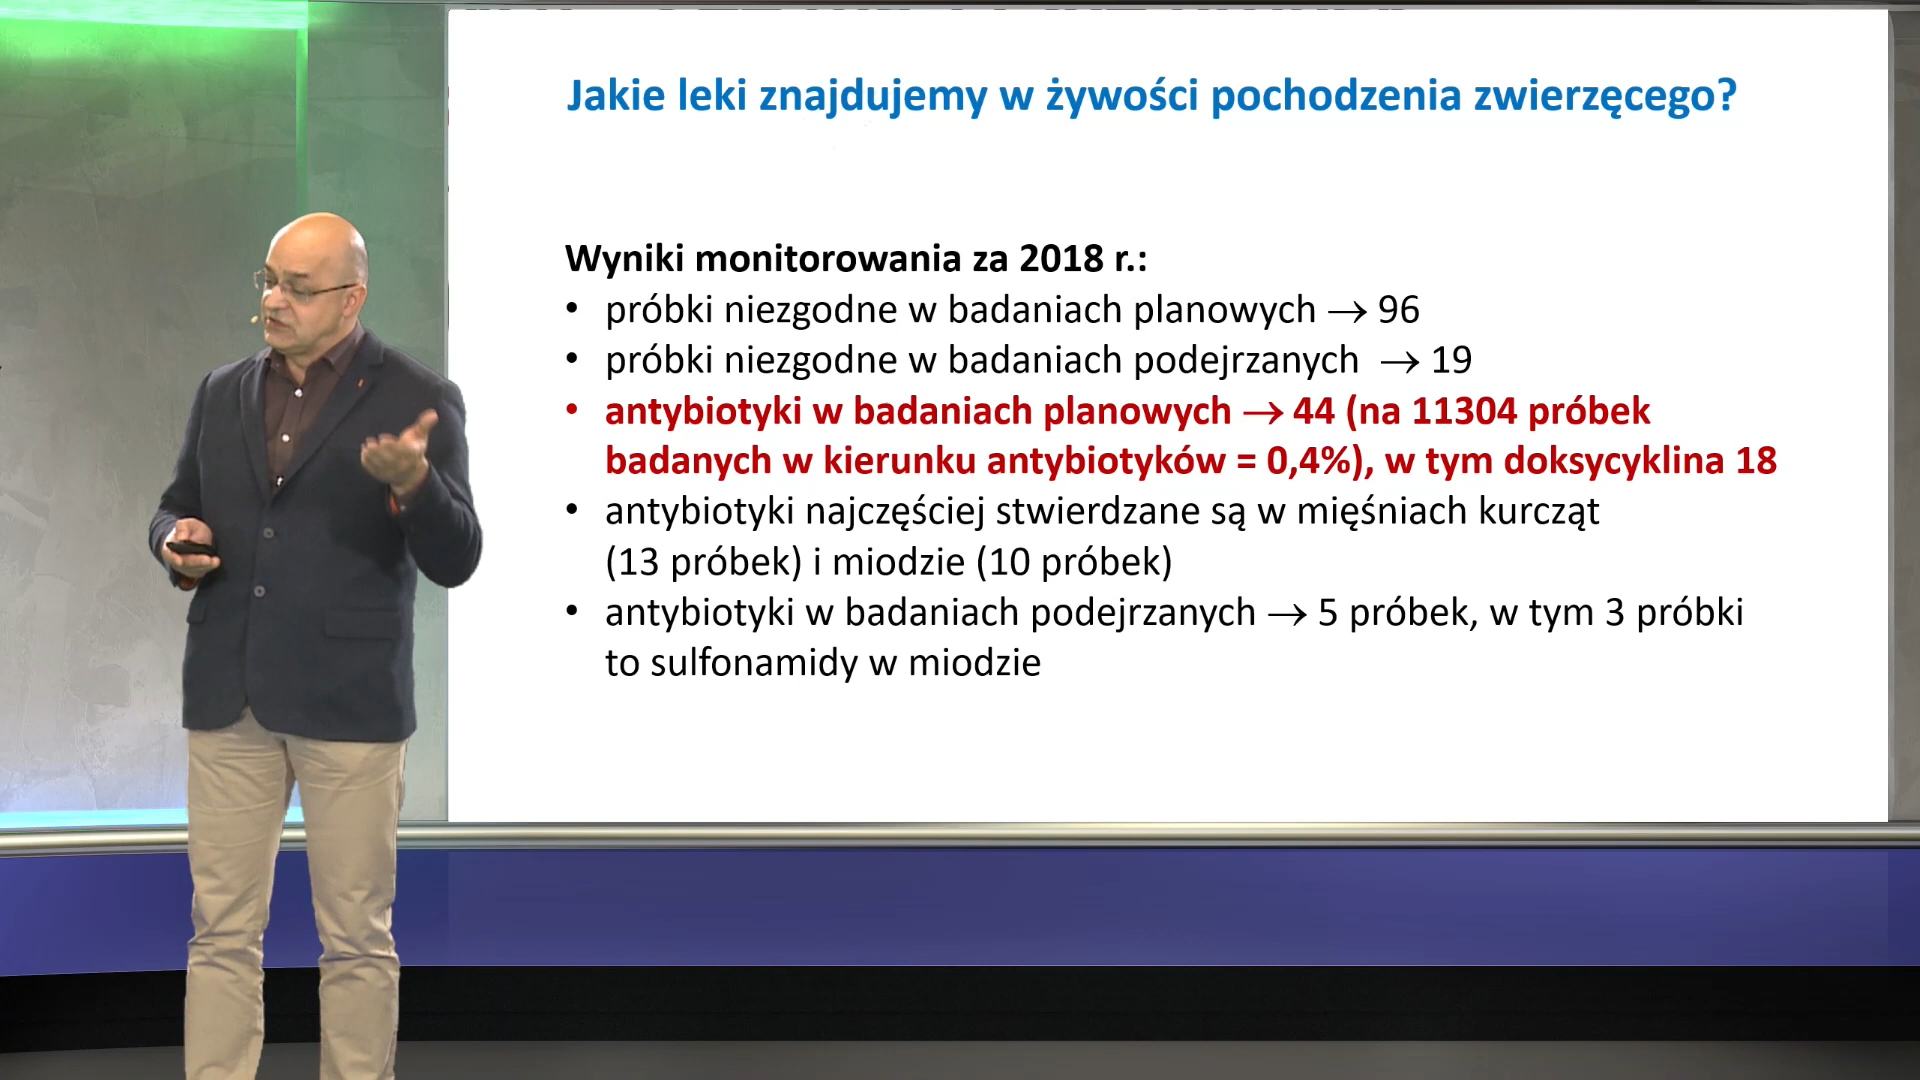 Jakie leki znajdujemy w żywości pochodzenia zwierzęcego?
Wyniki monitorowania za 2018 r.:
• próbki niezgodne w badaniach planowych → 96
• próbki niezgodne w badaniach podejrzanych → 19
• antybiotyki w badaniach planowych → 44 (na 11304 próbek
badanych w kierunku antybiotyków = 0,4%), w tym doksycyklina 18
• antybiotyki najczęściej stwierdzane są w mięśniach kurcząt
(13 próbek) i miodzie (10 próbek)
• antybiotyki w badaniach podejrzanych → 5 próbek, w tym 3 próbki
to sulfonamidy w miodzie